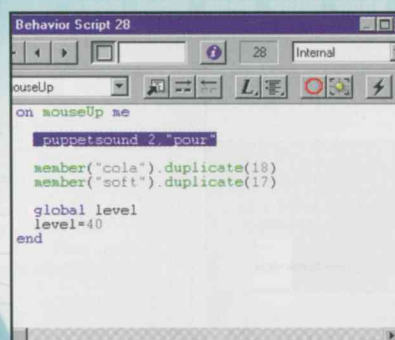 Behavior Script 28
28 Internal
ouseUp L
on mouseUp me
puppetsound 2,"pour"
member("cola").duplicate(18)
member("soft").duplicate(17)
global level
level=40
end